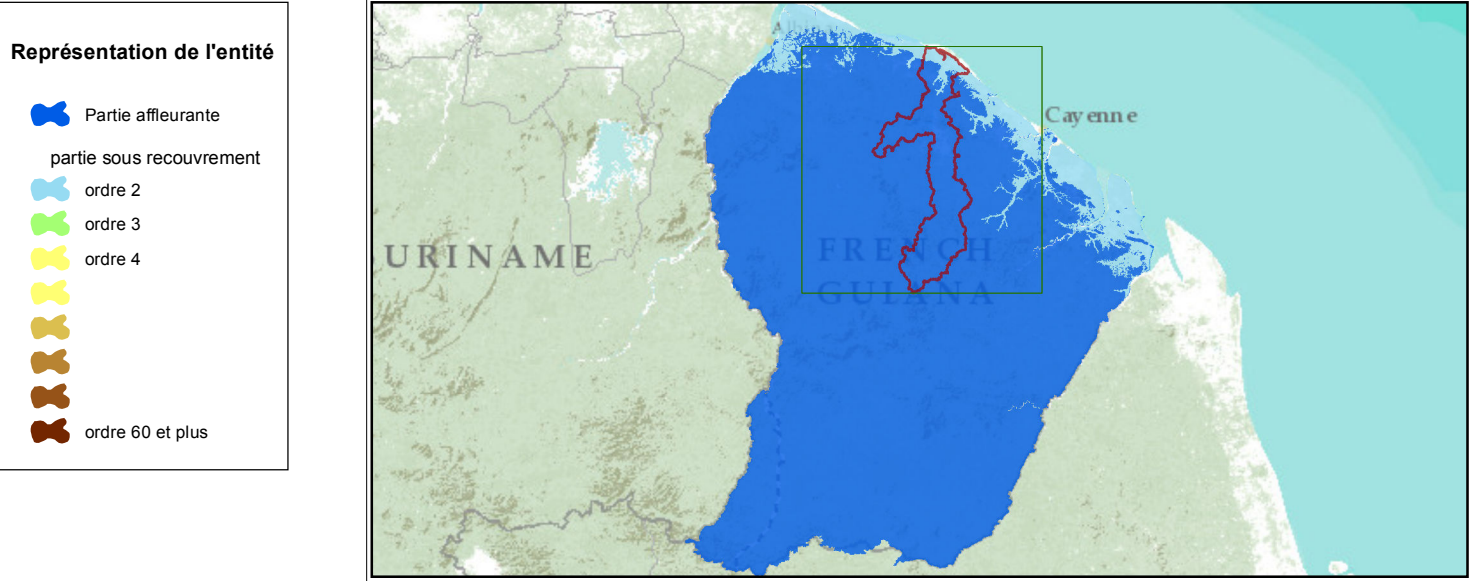 Représentation de l'entité
Partie affleurante
partie sous recouvrement
ordre 2
ordre 3
ordre 4
ordre 60 et plus
Cayenne
URINAME
FRENCH
GUIANA